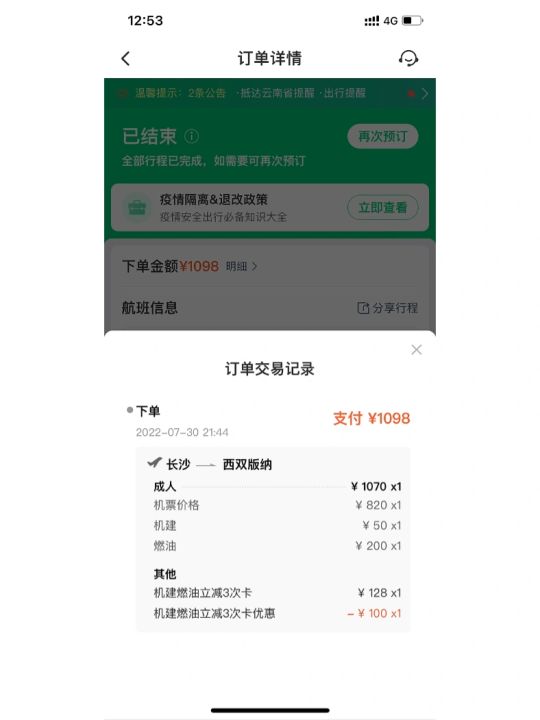 12:53
4G
订单详情
温馨提示：2条公告 ·抵达云南省提醒 ·出行提醒
已结束
再次预订
全部行程已完成，如需要可再次预订
疫情隔离&退改政策
疫情安全出行必备知识大全
立即查看
下单金额¥1098 明细
航班信息
分享行程
订单交易记录
下单
支付 ¥1098
2022-07-30 21:44
长沙 西双版纳
成人 ¥ 1070 x1
机票价格 ¥ 820 x1
机建 ¥ 50 x1
燃油 ¥ 200 x1
其他
机建燃油立减3次卡 ¥ 128 x1
机建燃油立减3次卡优惠 - ¥ 100 x1